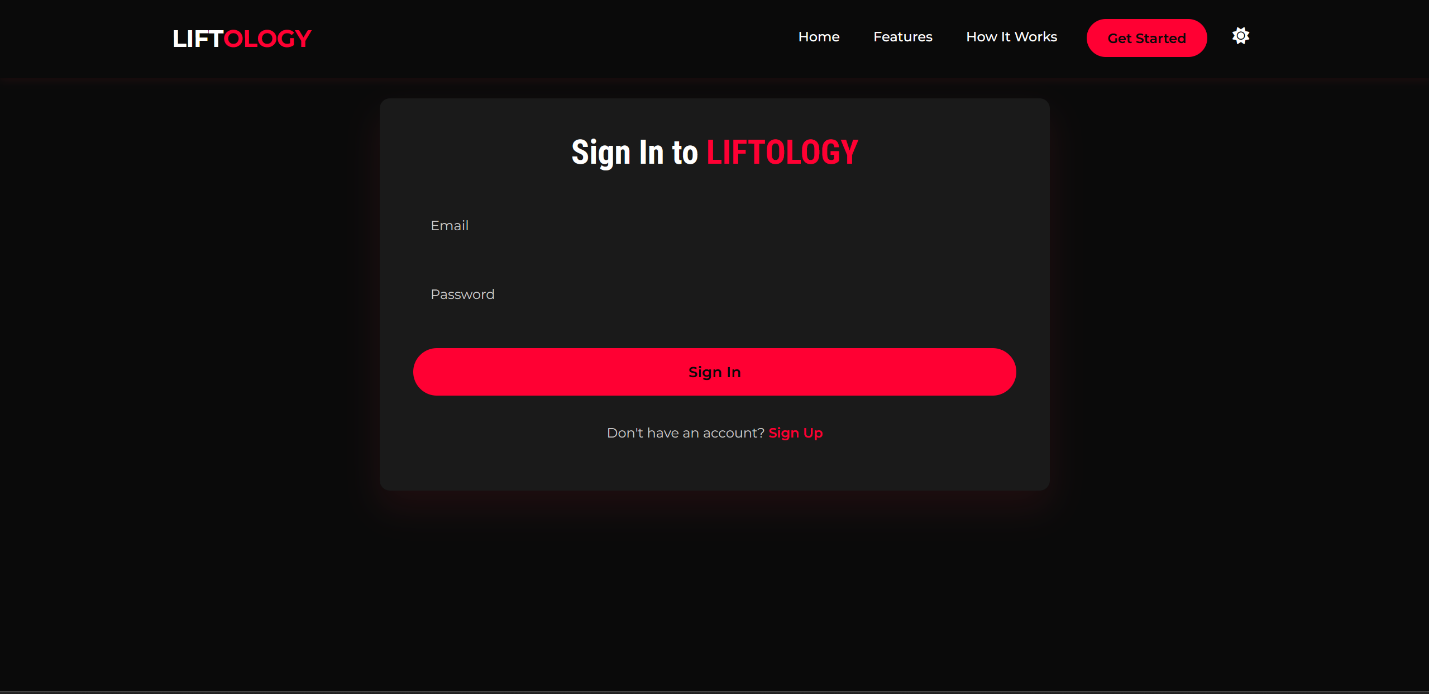 LIFTOLOGY
Home Features How It Works Get Started
Sign In to LIFTOLOGY
Email
Password
Sign In
Don't have an account? Sign Up